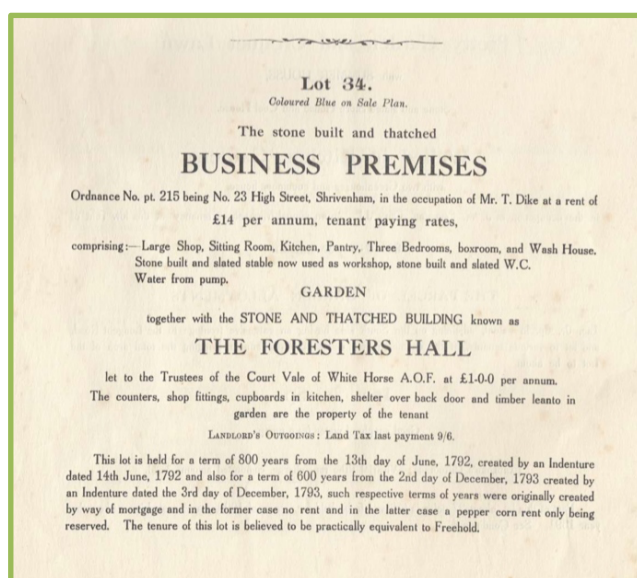 Lot 34.
Coloured Blue on Sale Plan.
The stone built and thatched
BUSINESS PREMISES
Ordnance No. pt. 215 being No. 23 High Street, Shrivenham, in the occupation of Mr. T. Dike at a rent of
£14 per annum, tenant paying rates,
comprising:—Large Shop, Sitting Room, Kitchen, Pantry, Three Bedrooms, boxroom, and Wash House.
Stone built and slated stable now used as workshop, stone built and slated W.C.
Water from pump.
GARDEN
together with the STONE AND THATCHED BUILDING known as
THE FORESTERS HALL
let to the Trustees of the Court Vale of White Horse A.O.F. at £1-0-0 per annum.
The counters, shop fittings, cupboards in kitchen, shelter over back door and timber leanto in
garden are the property of the tenant
Landlord's Outgoings: Land Tax last payment 9/6.
This lot is held for a term of 800 years from the 13th day of June, 1792, created by an Indenture
dated 14th June, 1792 and also for a term of 600 years from the 2nd day of December, 1793 created by
an Indenture dated the 3rd day of December, 1793, such respective terms of years were originally created
by way of mortgage and in the former case no rent and in the latter case a pepper corn rent only being
reserved. The tenure of this lot is believed to be practically equivalent to Freehold.